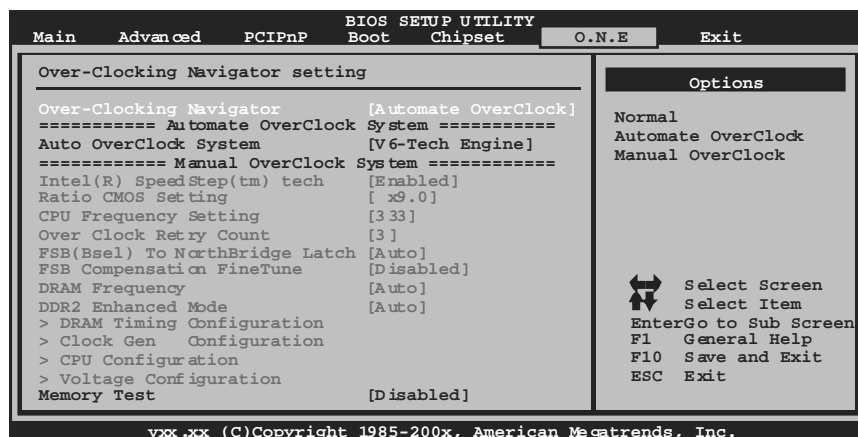 BIOS SETUP UTILITY
Main Advanced PCIPnP Boot Chipset O.N.E Exit
Over-Clocking Navigator setting
Over-Clocking Navigator [Automate OverClock]
=========== Automate OverClock System ===========
Auto OverClock System [V6-Tech Engine]
============ Manual OverClock System ============
Intel(R) SpeedStep(tm) tech [Enabled]
Ratio CMOS Setting [ x9.0]
CPU Frequency Setting [333]
Over Clock Retry Count [3]
FSB(Bsel) To NorthBridge Latch [Auto]
FSB Compensation FineTune [Disabled]
DRAM Frequency [Auto]
DDR2 Enhanced Mode [Auto]
> DRAM Timing Configuration
> Clock Gen Configuration
> CPU Configuration
> Voltage Configuration
Memory Test [Disabled]
Options
Normal
Automate OverClock
Manual OverClock
Select Screen
Select Item
Enter Go to Sub Screen
F1 General Help
F10 Save and Exit
ESC Exit
vxx.xx (C)Copyright 1985-200x, American Megatrends, Inc.